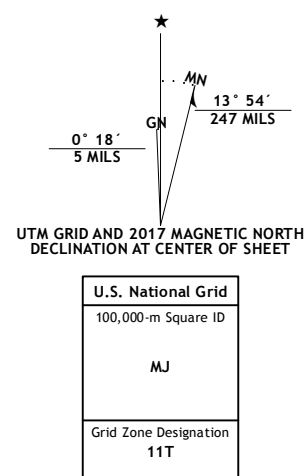 MN
GN
13° 54´
247 MILS
0° 18´
5 MILS
UTM GRID AND 2017 MAGNETIC NORTH
DECLINATION AT CENTER OF SHEET
U.S. National Grid
100,000-m Square ID
MJ
Grid Zone Designation
11T